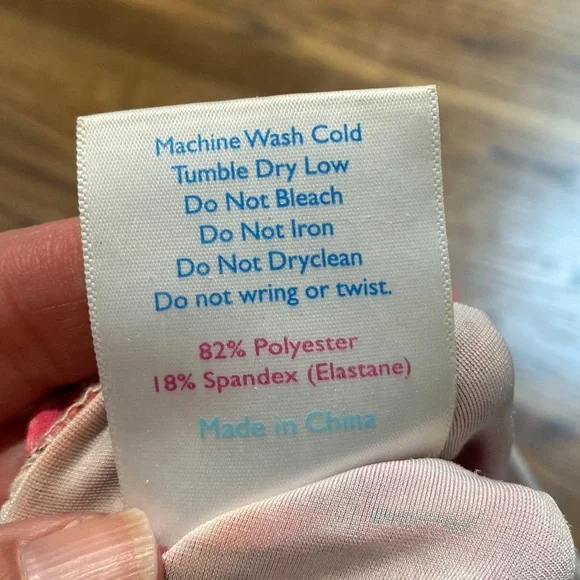 Machine Wash Cold
Tumble Dry Low
Do Not Bleach
Do Not Iron
Do Not Dryclean
Do not wring or twist.
82% Polyester
18% Spandex (Elastane)
Made in China